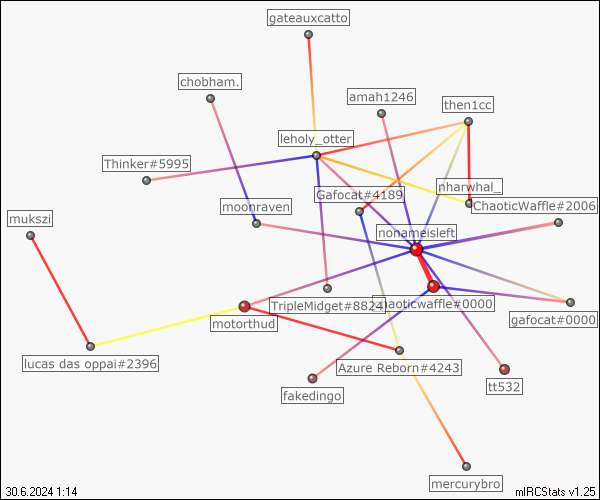 gateauxcatto
chobham.
amah1246
then1cc
leholy_otter
Thinker#5995
nharwhal_
Gafocat#4189
ChaoticWaffle#2006
moonraven
mukszi
nonameisleft
TripleMidget#8824
chaoticwaffle#0000
gafocat#0000
motorthud
lucas das oppai#2396
Azure Reborn#4243
tt532
fakedingo
mercurybro
30.6.2024 1:14
mIRCStats v1.25